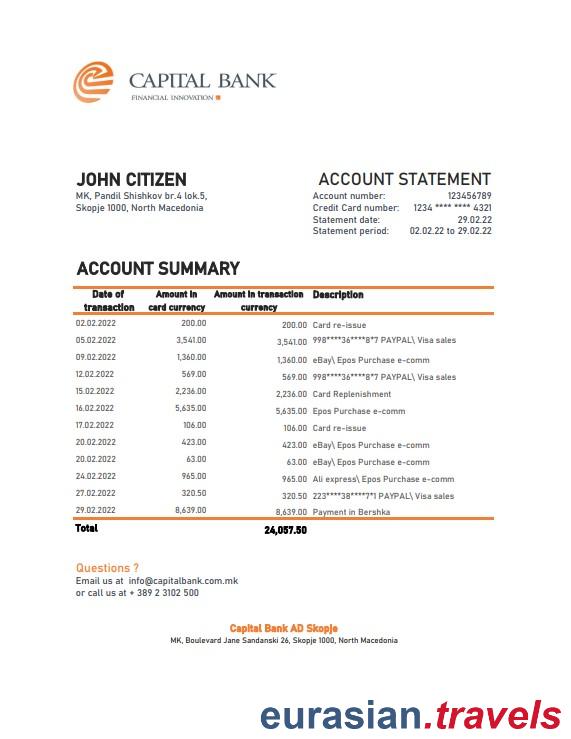 CAPITAL BANK
FINANCIAL INNOVATION
JOHN CITIZEN
MK, Pandil Shishkov br.4 lok.5,
Skopje 1000, North Macedonia
ACCOUNT STATEMENT
Account number: 123456789
Credit Card number: 1234 **** **** 4321
Statement date: 29.02.22
Statement period: 02.02.22 to 29.02.22
ACCOUNT SUMMARY
Date of transaction Amount in card currency Amount in transaction currency Description
02.02.2022 200.00 200.00 Card re-issue
05.02.2022 3,541.00 3,541.00 998****36****8*7 PAYPAL\ Visa sales
09.02.2022 1,360.00 1,360.00 eBay\ Epos Purchase e-comm
12.02.2022 569.00 569.00 998****36****8*7 PAYPAL\ Visa sales
15.02.2022 2,236.00 2,236.00 Card Replenishment
16.02.2022 5,635.00 5,635.00 Epos Purchase e-comm
17.02.2022 106.00 106.00 Card re-issue
20.02.2022 423.00 423.00 eBay\ Epos Purchase e-comm
20.02.2022 63.00 63.00 eBay\ Epos Purchase e-comm
24.02.2022 965.00 965.00 Ali express\ Epos Purchase e-comm
27.02.2022 320.50 320.50 223****38****7*1 PAYPAL\ Visa sales
29.02.2022 8,639.00 8,639.00 Payment in Bershka
Total 24,057.50
Questions ?
Email us at info@capitalbank.com.mk
or call us at + 389 2 3102 500
Capital Bank AD Skopje
MK, Boulevard Jane Sandanski 26, Skopje 1000, North Macedonia
eurasian.travels